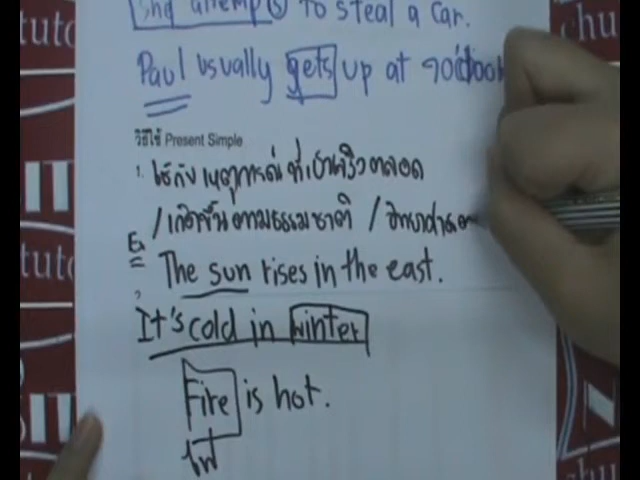 She attempts to steal a car.
Paul usually gets up at
วิธีใช้ Present Simple
1. ใช้กับเหตุการณ์ที่เป็นจริงตลอด
/เกิดขึ้นตามธรรมชาติ /
Ex The sun rises in the east.
It's cold in winter
Fire is hot.
ไฟ